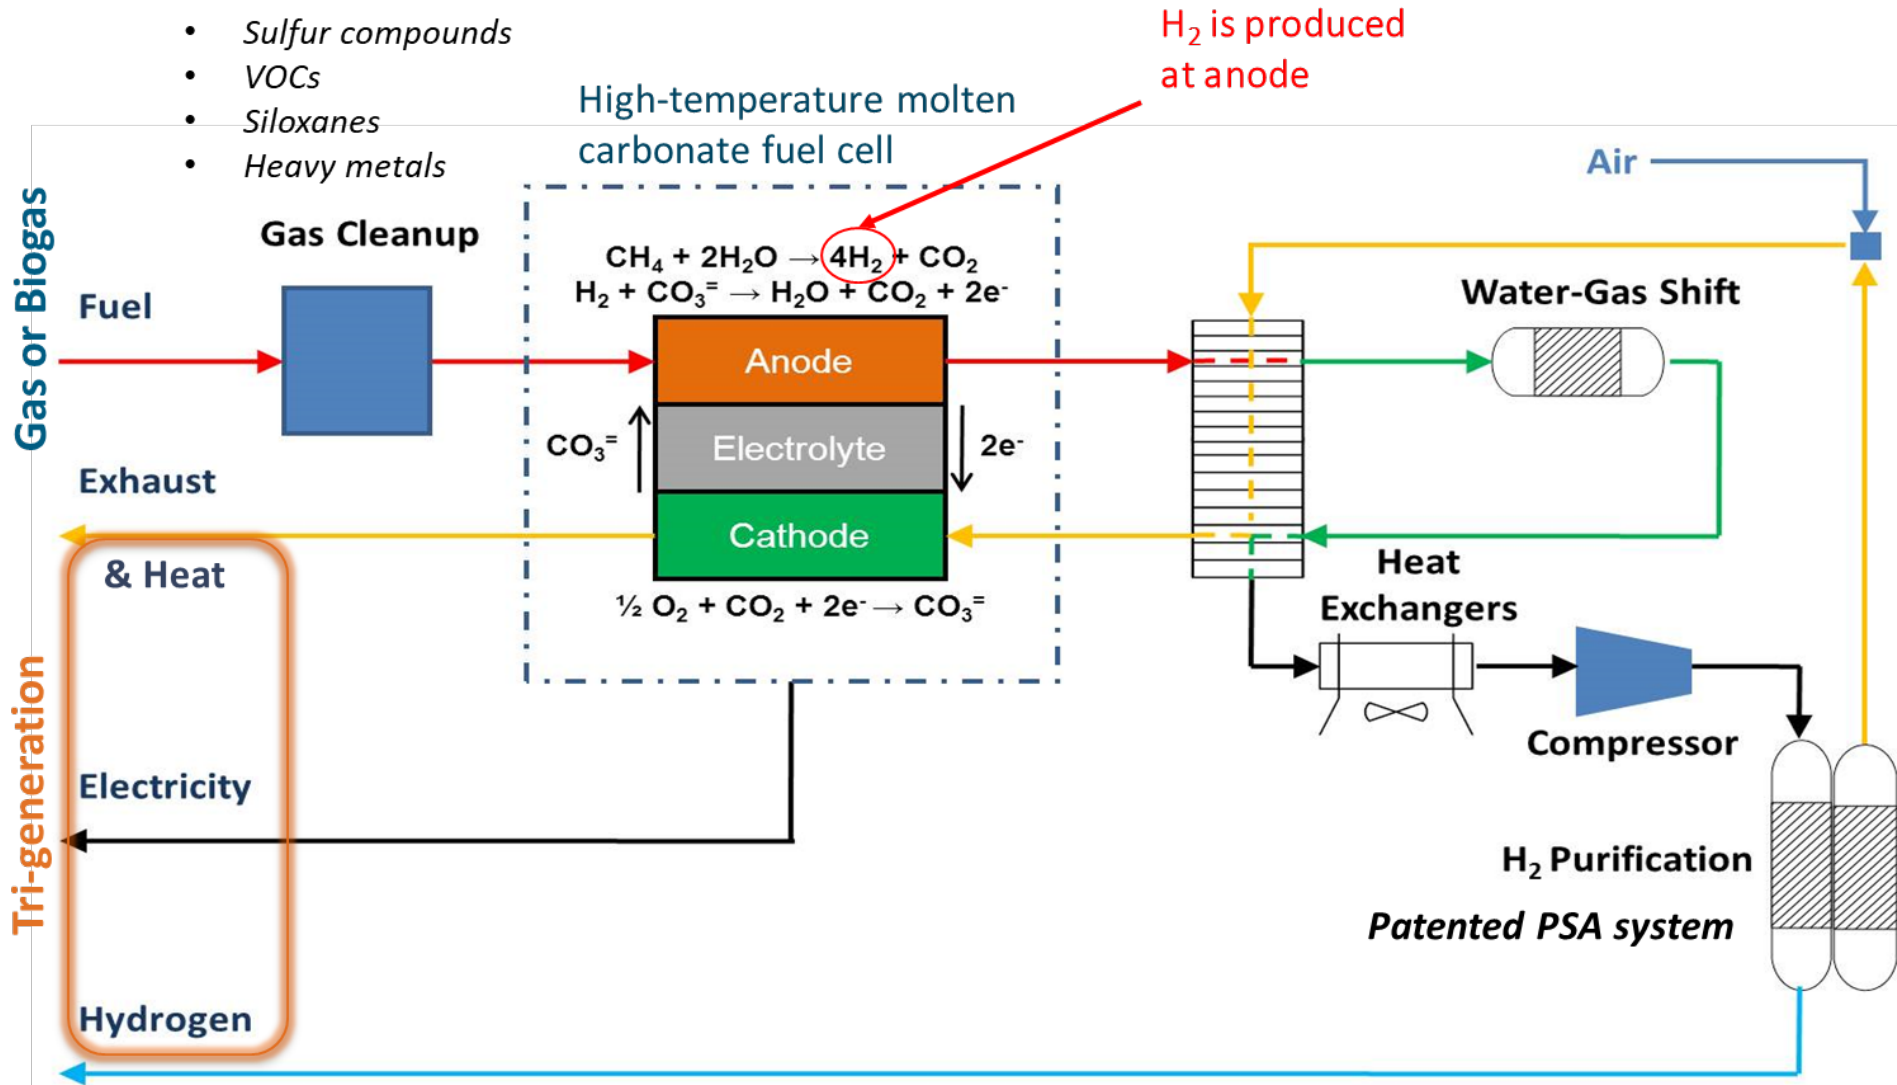 • Sulfur compounds
• VOCs
• Siloxanes
• Heavy metals
High-temperature molten
carbonate fuel cell
H₂ is produced
at anode
Air
Gas or Biogas
Gas Cleanup
Fuel
CH₄ + 2H₂O → 4H₂ + CO₂
H₂ + CO₃⁼ → H₂O + CO₂ + 2e⁻
Water-Gas Shift
Anode
CO₃⁼
Electrolyte
2e⁻
Exhaust
& Heat
Cathode
½ O₂ + CO₂ + 2e⁻ → CO₃⁼
Heat
Exchangers
Compressor
Tri-generation
Electricity
H₂ Purification
Patented PSA system
Hydrogen